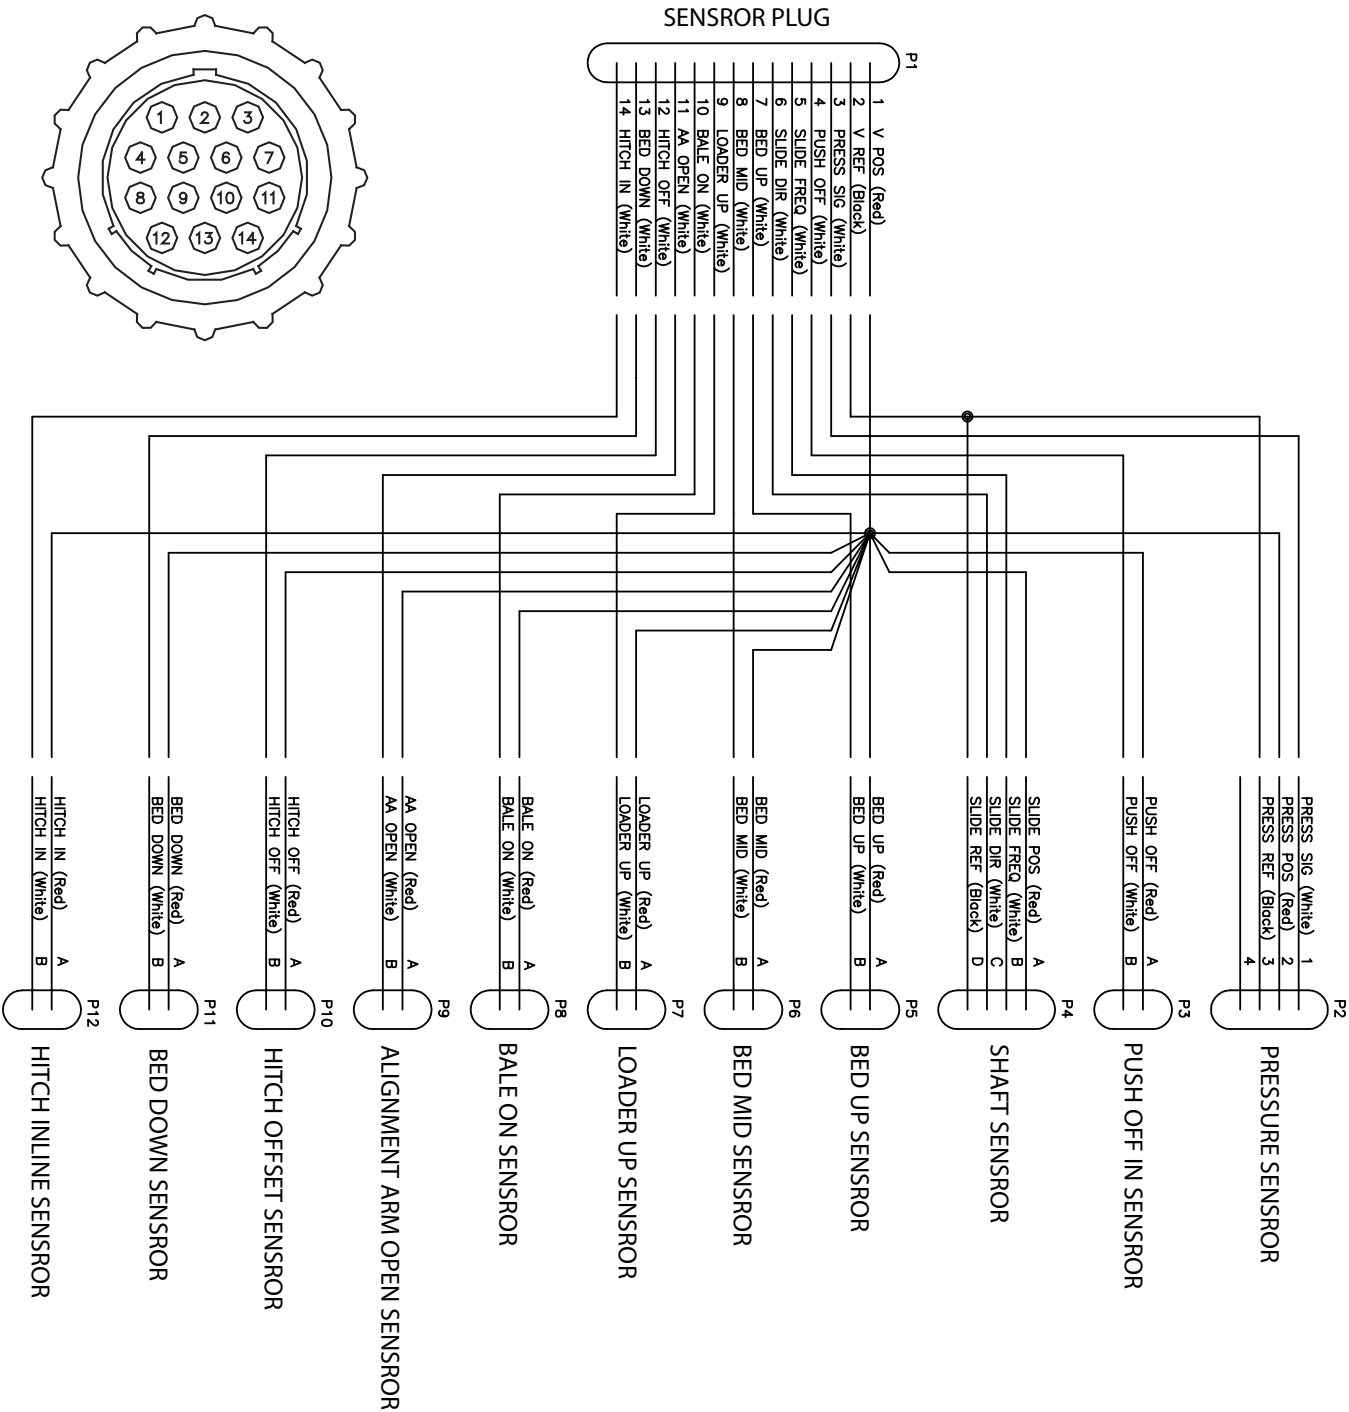 SENSROR PLUG
P1
1 V POS (Red)
2 V REF (Black)
3 PRESS SIG (White)
4 PUSH OFF (White)
5 SLIDE FREQ (White)
6 SLIDE DIR (White)
7 BED UP (White)
8 BED MID (White)
9 LOADER UP (White)
10 BALE ON (White)
11 AA OPEN (White)
12 HITCH OFF (White)
13 BED DOWN (White)
14 HITCH IN (White)
1 2 3
4 5 6 7
8 9 10 11
12 13 14
PRESS SIG (White) 1
PRESS POS (Red) 2
PRESS REF (Black) 3
4
P2
PRESSURE SENSROR
PUSH OFF (Red) A
PUSH OFF (White) B
P3
PUSH OFF IN SENSROR
SLIDE POS (Red) A
SLIDE FREQ (White) B
SLIDE DIR (White) C
SLIDE REF (Black) D
P4
SHAFT SENSROR
BED UP (Red) A
BED UP (White) B
P5
BED UP SENSROR
BED MID (Red) A
BED MID (White) B
P6
BED MID SENSROR
LOADER UP (Red) A
LOADER UP (White) B
P7
LOADER UP SENSROR
BALE ON (Red) A
BALE ON (White) B
P8
BALE ON SENSROR
AA OPEN (Red) A
AA OPEN (White) B
P9
ALIGNMENT ARM OPEN SENSROR
HITCH OFF (Red) A
HITCH OFF (White) B
P10
HITCH OFFSET SENSROR
BED DOWN (Red) A
BED DOWN (White) B
P11
BED DOWN SENSROR
HITCH IN (Red) A
HITCH IN (White) B
P12
HITCH INLINE SENSROR